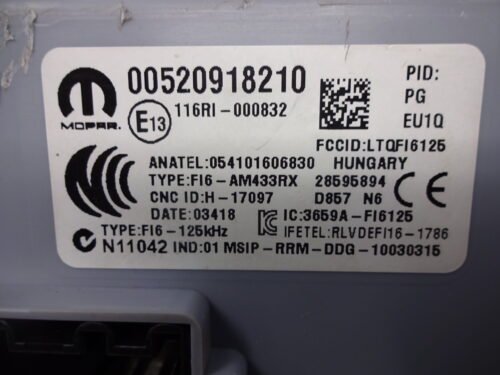 00520918210
MOPAR.
E13
116RI-000832
PID:
PG
EU1Q
FCCID:LTQFI6125
ANATEL:054101606830 HUNGARY
TYPE:FI6-AM433RX 28595894
CNC ID:H-17097 D857 N6
DATE:03418 IC:3659A-FI6125
TYPE:FI6-125kHz IFETEL:RLVDEFI16-1786
N11042 IND:01 MSIP-RRM-DDG-10030315